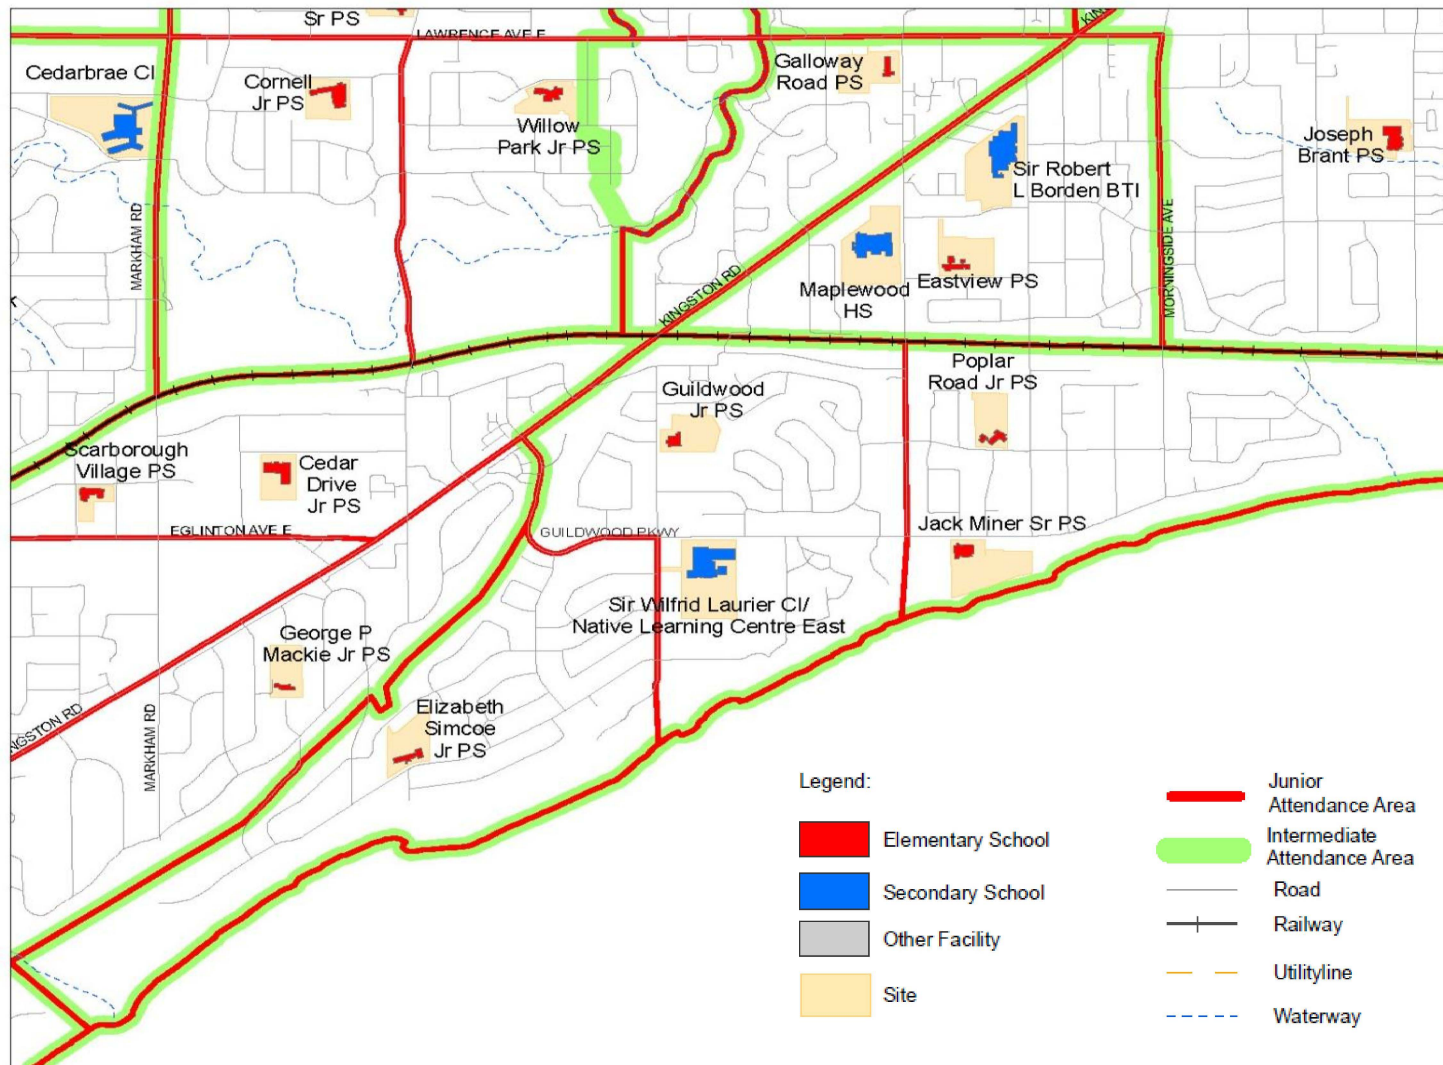 Sr PS
LAWRENCE AVE E
KIN
Cedarbrae CI
Cornell
Jr PS
Willow
Park Jr PS
Galloway
Road PS
Joseph
Brant PS
Sir Robert
L Borden BTI
MARKHAM RD
MORNINGSIDE AVE
KINGSTON RD
Maplewood
HS
Eastview PS
Poplar
Road Jr PS
Guildwood
Jr PS
Scarborough
Village PS
Cedar
Drive
Jr PS
EGLINTON AVE E
GUILDWOOD PKWY
Jack Miner Sr PS
Sir Wilfrid Laurier CI/
Native Learning Centre East
George P
Mackie Jr PS
Elizabeth
Simcoe
Jr PS
NGSTON RD
MARKHAM RD
Legend:
Elementary School
Secondary School
Other Facility
Site
Junior
Attendance Area
Intermediate
Attendance Area
Road
Railway
Utilityline
Waterway